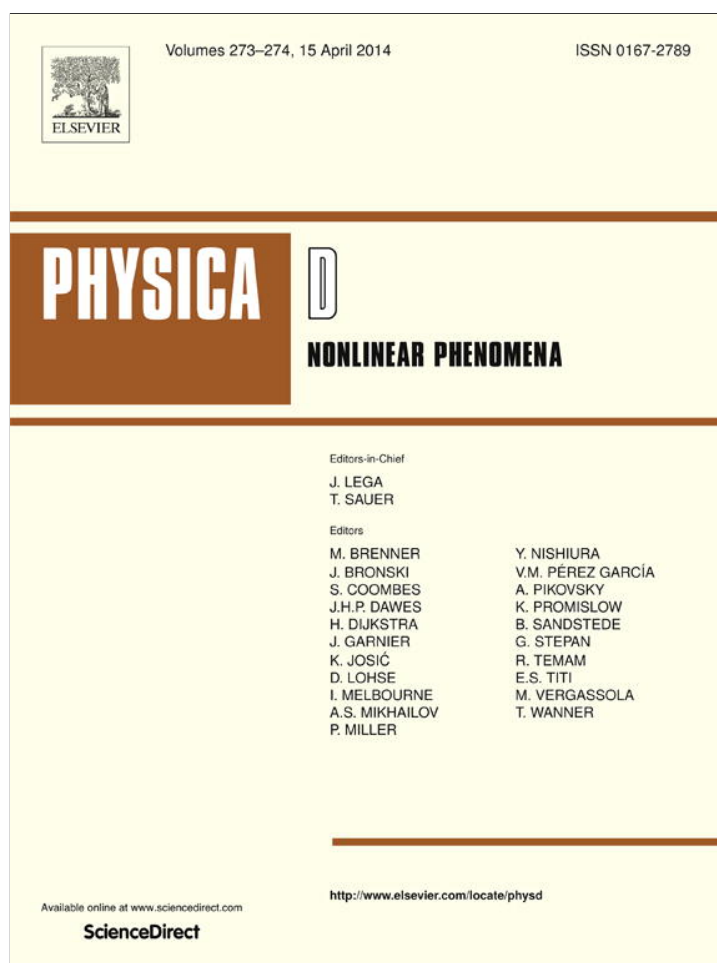 Volumes 273–274, 15 April 2014
ISSN 0167-2789
ELSEVIER
PHYSICA D
NONLINEAR PHENOMENA
Editors-in-Chief
J. LEGA
T. SAUER
Editors
M. BRENNER
J. BRONSKI
S. COOMBES
J.H.P. DAWES
H. DIJKSTRA
J. GARNIER
K. JOSIĆ
D. LOHSE
I. MELBOURNE
A.S. MIKHAILOV
P. MILLER
Y. NISHIURA
V.M. PÉREZ GARCÍA
A. PIKOVSKY
K. PROMISLOW
B. SANDSTEDE
G. STEPAN
R. TEMAM
E.S. TITI
M. VERGASSOLA
T. WANNER
Available online at www.sciencedirect.com
ScienceDirect
http://www.elsevier.com/locate/physd